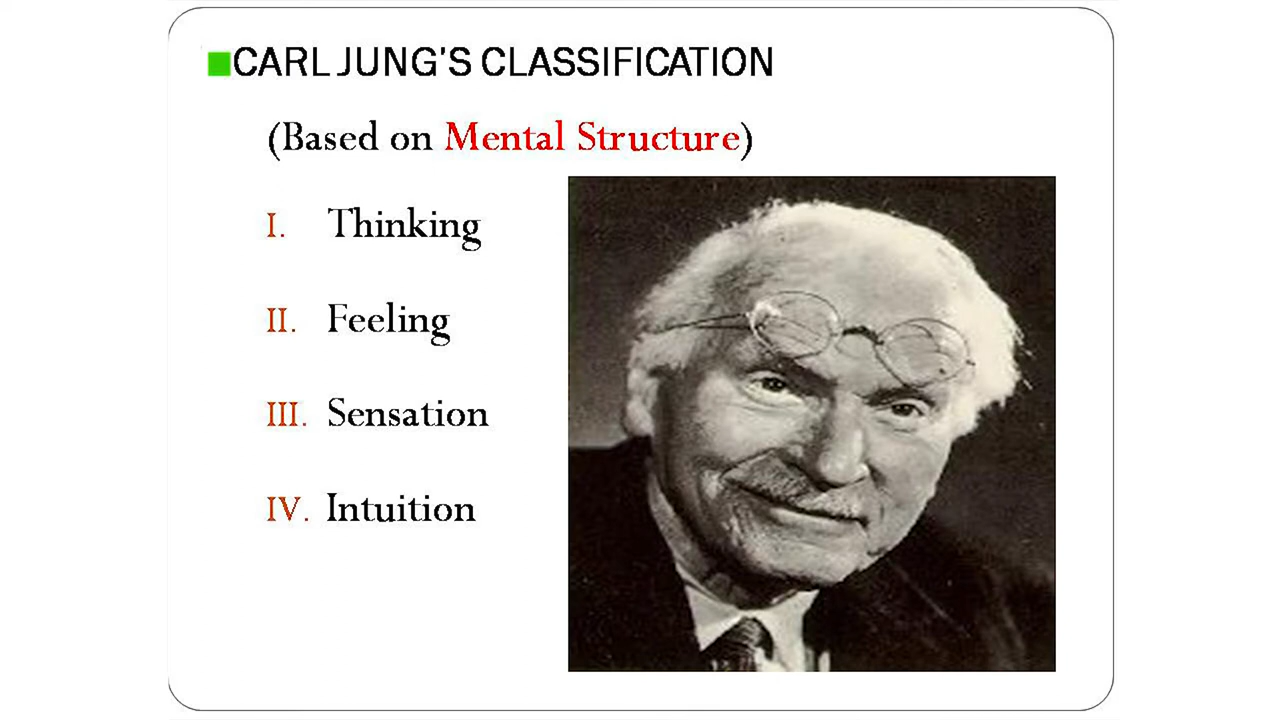 CARL JUNG'S CLASSIFICATION
(Based on Mental Structure)
I. Thinking
II. Feeling
III. Sensation
IV. Intuition